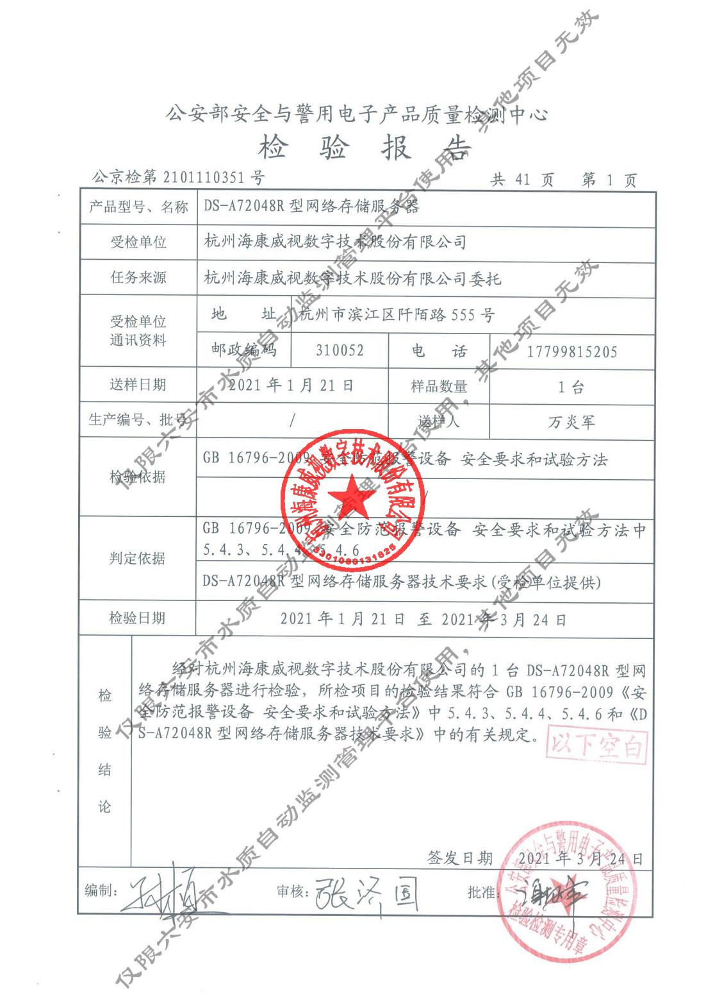 公安部安全与警用电子产品质量检测中心
检 验 报 告
公京检第 2101110351 号
共 41 页 第 1 页
产品型号、名称 DS-A72048R 型网络存储服务器
受检单位 杭州海康威视数字技术股份有限公司
任务来源 杭州海康威视数字技术股份有限公司委托
受检单位
通讯资料
地 址 杭州市滨江区阡陌路 555 号
邮政编码 310052 电 话 17799815205
送样日期 2021 年 1 月 21 日 样品数量 1 台
生产编号、批号 / 送样人 万炎军
检验依据
GB 16796-2009 安全防范报警设备 安全要求和试验方法
/
判定依据
GB 16796-2009 安全防范报警设备 安全要求和试验方法中
5.4.3、5.4.4、5.4.6
DS-A72048R 型网络存储服务器技术要求(受检单位提供)
检验日期 2021 年 1 月 21 日 至 2021 年 3 月 24 日
检
验
结
论
经对杭州海康威视数字技术股份有限公司的 1 台 DS-A72048R 型网
络存储服务器进行检验，所检项目的检验结果符合 GB 16796-2009《安
全防范报警设备 安全要求和试验方法》中 5.4.3、5.4.4、5.4.6 和《D
S-A72048R 型网络存储服务器技术要求》中的有关规定。
以下空白
签发日期 2021 年 3 月 24 日
编制:
审核: 张济国
批准:
杭州海康威视数字技术股份有限公司
3301080131825
公安部安全与警用电子产品质量检测中心
检验检测专用章
仅限六安市水质自动监测管理平台使用，其他项目无效
仅限六安市水质自动监测管理平台使用，其他项目无效
仅限六安市水质自动监测管理平台使用，其他项目无效